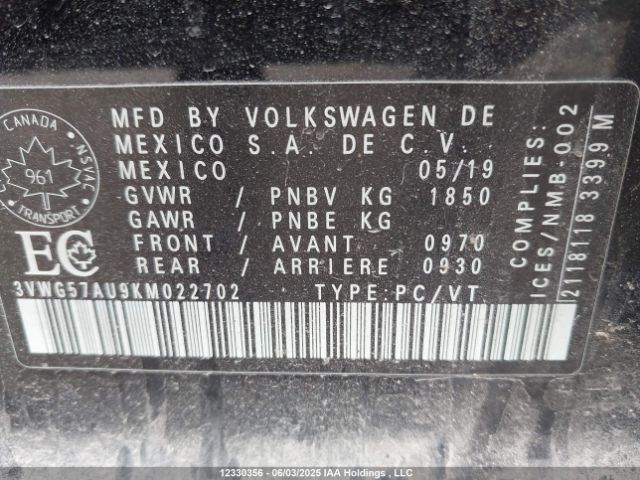 CANADA
NSVAC
961
TRANSPORT
EC
MFD BY VOLKSWAGEN DE
MEXICO S.A. DE C.V.
MEXICO 05/19
GVWR / PNBV KG 1850
GAWR / PNBE KG
FRONT / AVANT 0970
REAR / ARRIERE 0930
3VWG57AU9KM022702 TYPE:PC/VT
COMPLIES:
ICES/NMB-002
2118118 3399 M
12330356 - 06/03/2025 IAA Holdings , LLC